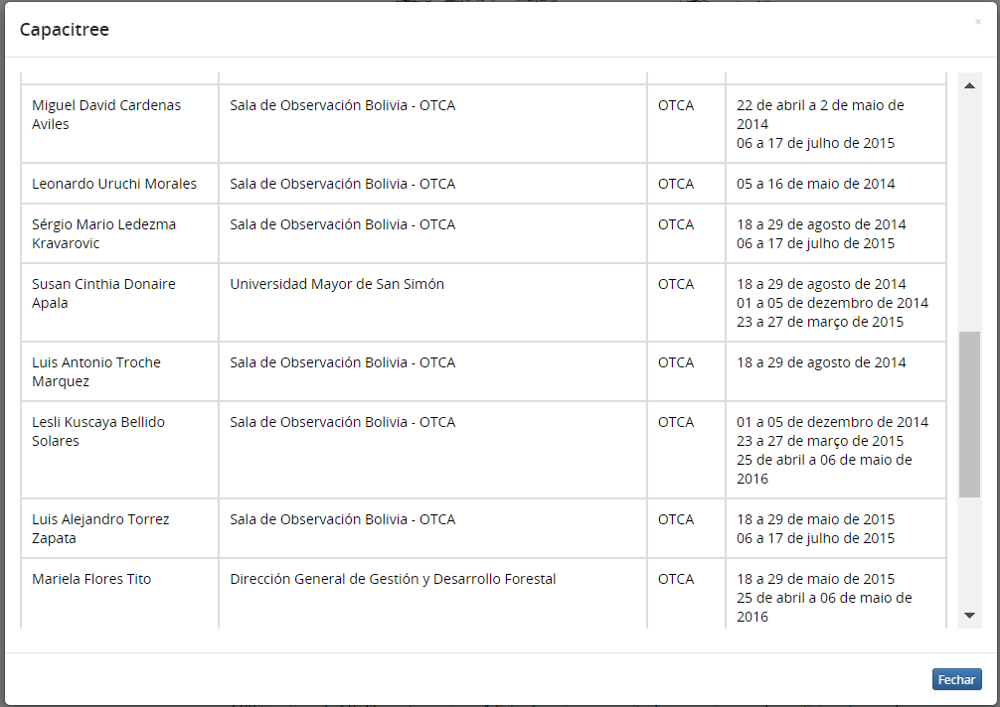 Capacitree
×
Miguel David Cardenas
Aviles
Sala de Observación Bolivia - OTCA
OTCA
22 de abril a 2 de maio de
2014
06 a 17 de julho de 2015
Leonardo Uruchi Morales
Sala de Observación Bolivia - OTCA
OTCA
05 a 16 de maio de 2014
Sérgio Mario Ledezma
Kravarovic
Sala de Observación Bolivia - OTCA
OTCA
18 a 29 de agosto de 2014
06 a 17 de julho de 2015
Susan Cinthia Donaire
Apala
Universidad Mayor de San Simón
OTCA
18 a 29 de agosto de 2014
01 a 05 de dezembro de 2014
23 a 27 de março de 2015
Luis Antonio Troche
Marquez
Sala de Observación Bolivia - OTCA
OTCA
18 a 29 de agosto de 2014
Lesli Kuscaya Bellido
Solares
Sala de Observación Bolivia - OTCA
OTCA
01 a 05 de dezembro de 2014
23 a 27 de março de 2015
25 de abril a 06 de maio de
2016
Luis Alejandro Torrez
Zapata
Sala de Observación Bolivia - OTCA
OTCA
18 a 29 de maio de 2015
06 a 17 de julho de 2015
Mariela Flores Tito
Dirección General de Gestión y Desarrollo Forestal
OTCA
18 a 29 de maio de 2015
25 de abril a 06 de maio de
2016
Fechar